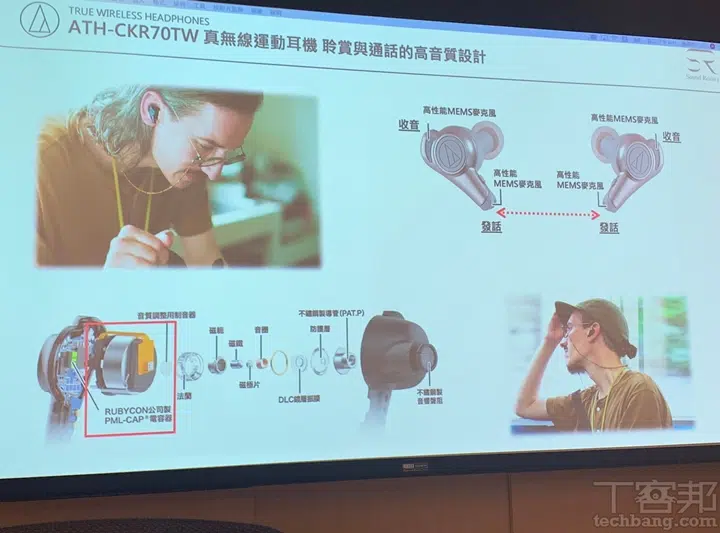 TRUE WIRELESS HEADPHONES
ATH-CKR70TW 真無線運動耳機 聆賞與通話的高音質設計
高性能MEMS麥克風
收音
高性能MEMS麥克風
收音
高性能
MEMS麥克風
發話
高性能
MEMS麥克風
發話
音質調整用制音器
磁軛
音圈
不鏽鋼製導管(PAT.P)
磁鐵
防護層
法蘭
磁極片
DLC鍍層振膜
不鏽鋼製
音響聲阻
RUBYCON公司製
PML-CAP®電容器
T客邦
techbang.com